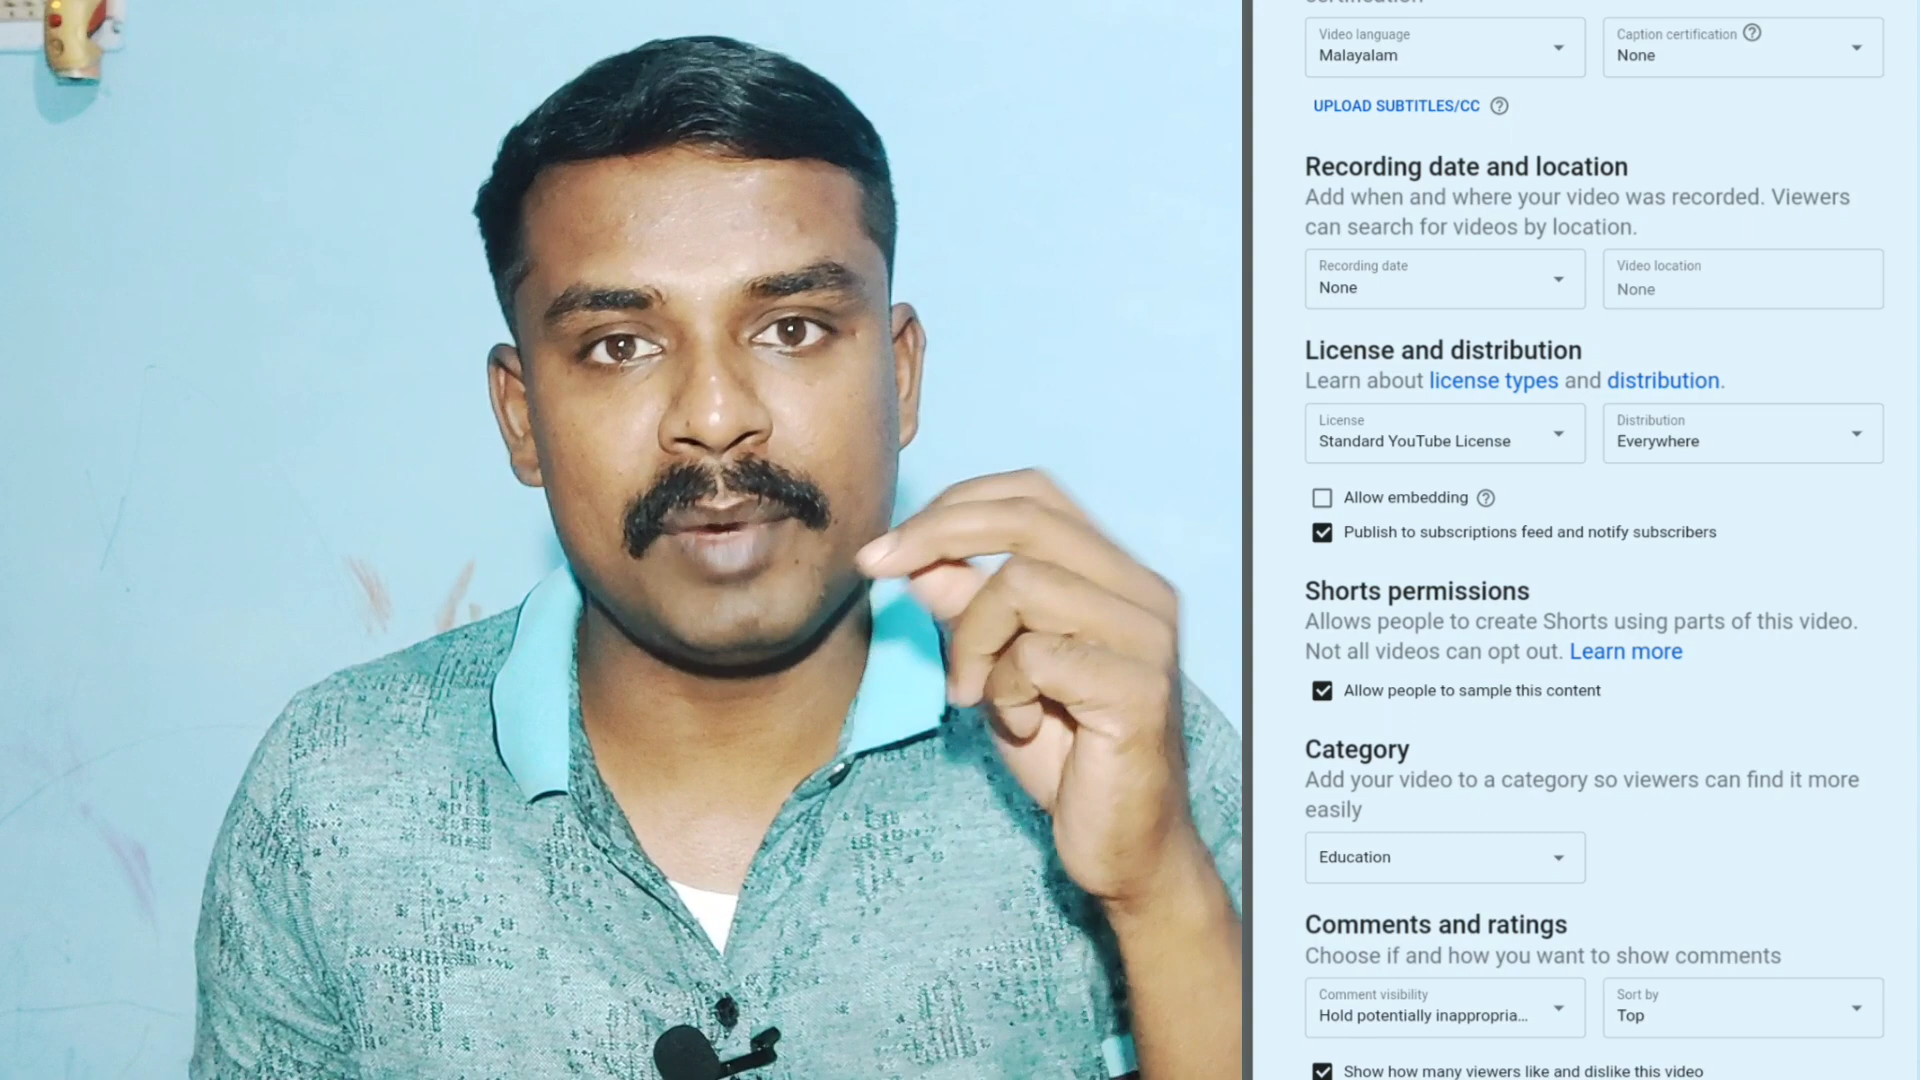 Video language
Malayalam
Caption certification
None
UPLOAD SUBTITLES/CC
Recording date and location
Add when and where your video was recorded. Viewers
can search for videos by location.
Recording date
None
Video location
None
License and distribution
Learn about license types and distribution.
License
Standard YouTube License
Distribution
Everywhere
Allow embedding
Publish to subscriptions feed and notify subscribers
Shorts permissions
Allows people to create Shorts using parts of this video.
Not all videos can opt out. Learn more
Allow people to sample this content
Category
Add your video to a category so viewers can find it more
easily
Education
Comments and ratings
Choose if and how you want to show comments
Comment visibility
Hold potentially inappropria...
Sort by
Top
Show how many viewers like and dislike this video